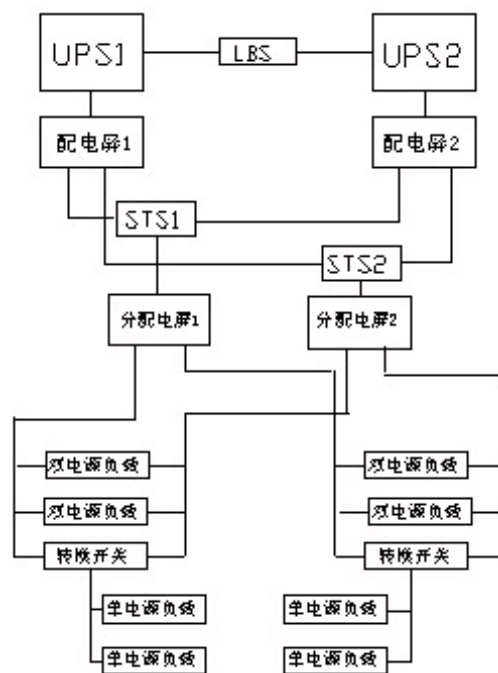 UPS1
LBS
UPS2
配电屏1
配电屏2
STS1
STS2
分配电屏1
分配电屏2
双电源负载
双电源负载
双电源负载
双电源负载
转换开关
转换开关
单电源负载
单电源负载
单电源负载
单电源负载